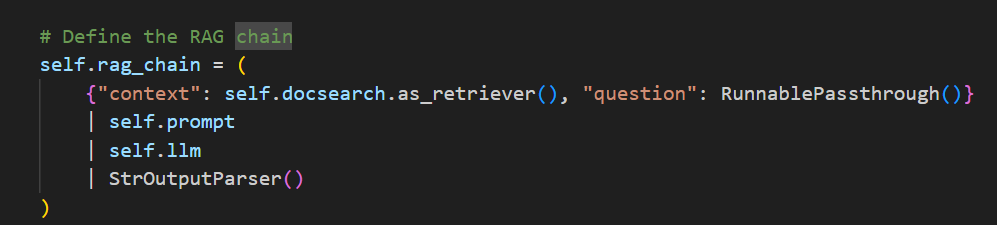 # Define the RAG chain
self.rag_chain = (
{"context": self.docsearch.as_retriever(), "question": RunnablePassthrough()}
| self.prompt
| self.llm
| StrOutputParser()
)